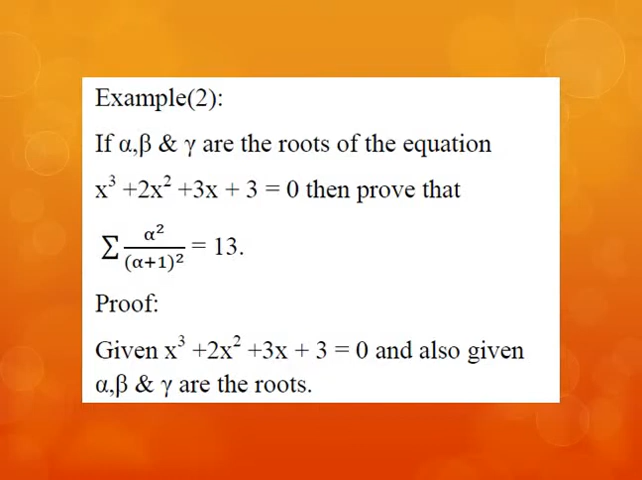 Example(2):
If α,β & γ are the roots of the equation
x³ +2x² +3x + 3 = 0 then prove that
∑ α²/(α+1)² = 13.
Proof:
Given x³ +2x² +3x + 3 = 0 and also given
α,β & γ are the roots.